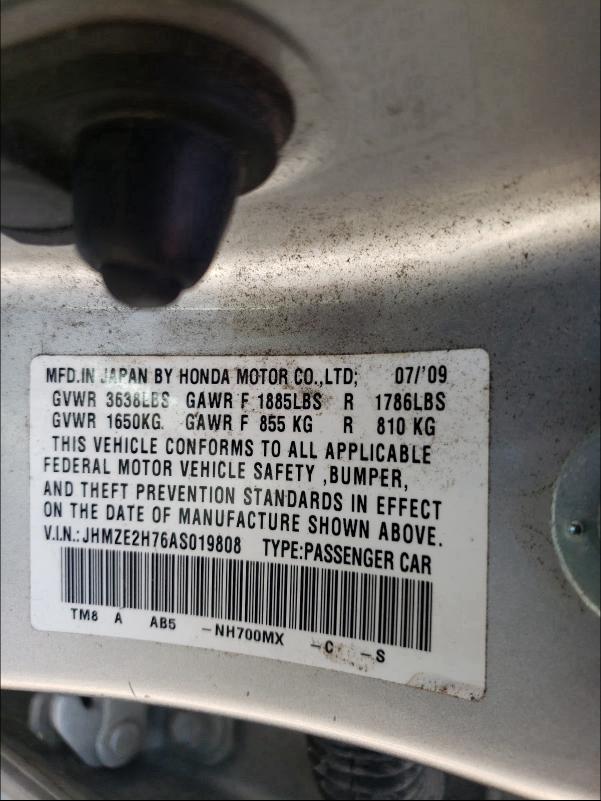 MFD.IN JAPAN BY HONDA MOTOR CO.,LTD; 07/'09
GVWR 3638LBS GAWR F 1885LBS R 1786LBS
GVWR 1650KG GAWR F 855 KG R 810 KG
THIS VEHICLE CONFORMS TO ALL APPLICABLE
FEDERAL MOTOR VEHICLE SAFETY ,BUMPER,
AND THEFT PREVENTION STANDARDS IN EFFECT
ON THE DATE OF MANUFACTURE SHOWN ABOVE.
V.I.N.: JHMZE2H76AS019808 TYPE:PASSENGER CAR
TM8 A AB5 -NH700MX -C -S